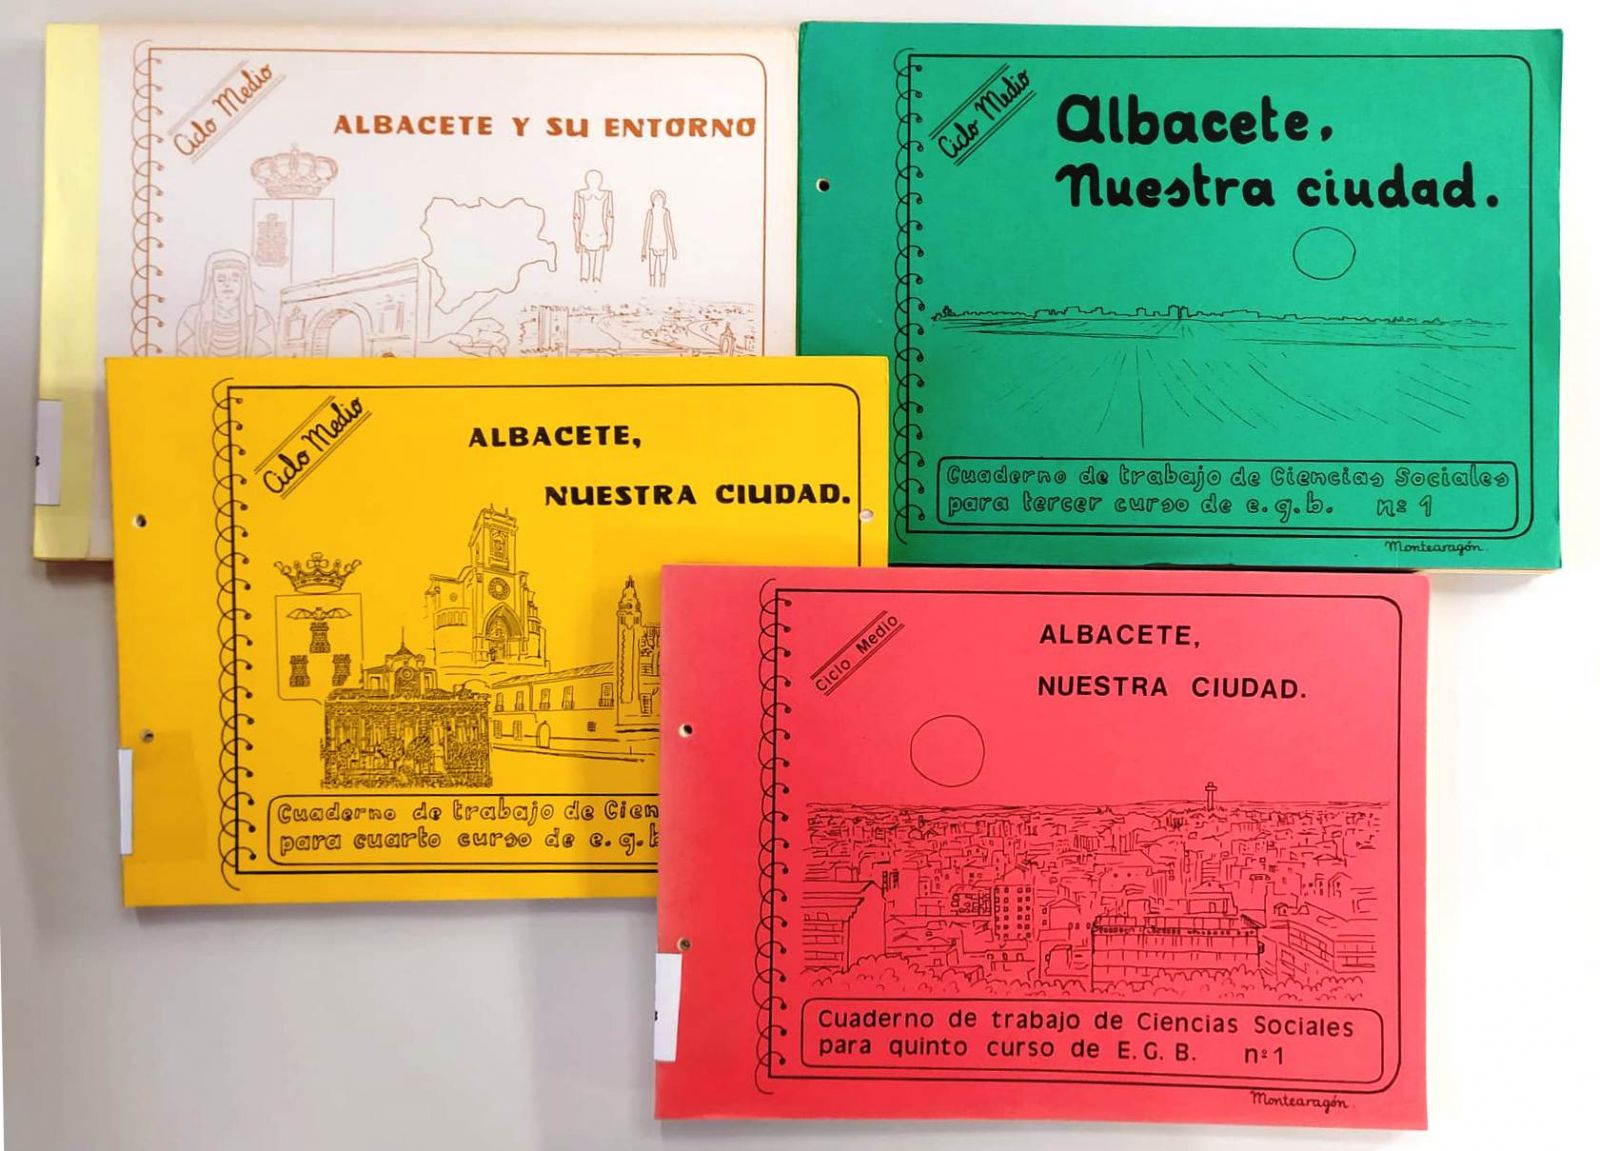 Ciclo Medio
ALBACETE Y SU ENTORNO
Ciclo Medio
Albacete,
Nuestra ciudad.
Cuaderno de trabajo de Ciencias Sociales
para tercer curso de e.g.b. nº 1
Montearagón.
Ciclo Medio
ALBACETE,
NUESTRA CIUDAD.
Cuaderno de trabajo de Cien
para cuarto curso de e.g.b
Ciclo Medio
ALBACETE,
NUESTRA CIUDAD.
Cuaderno de trabajo de Ciencias Sociales
para quinto curso de E.G.B. nº 1
Montearagón.